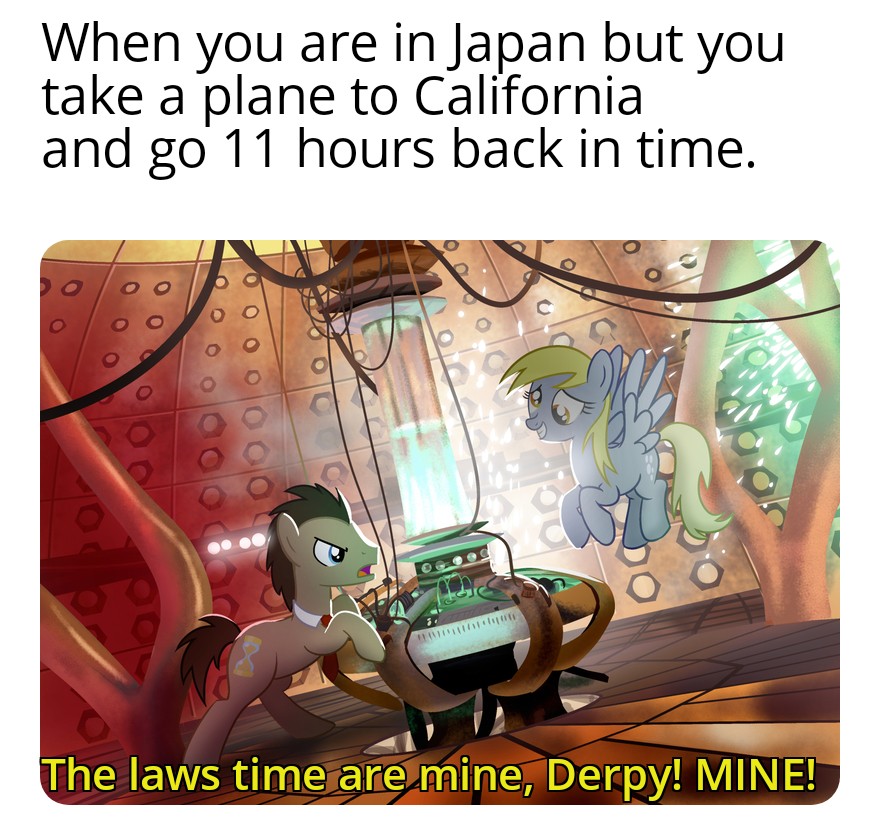 When you are in Japan but you
take a plane to California
and go 11 hours back in time.
The laws time are mine, Derpy! MINE!